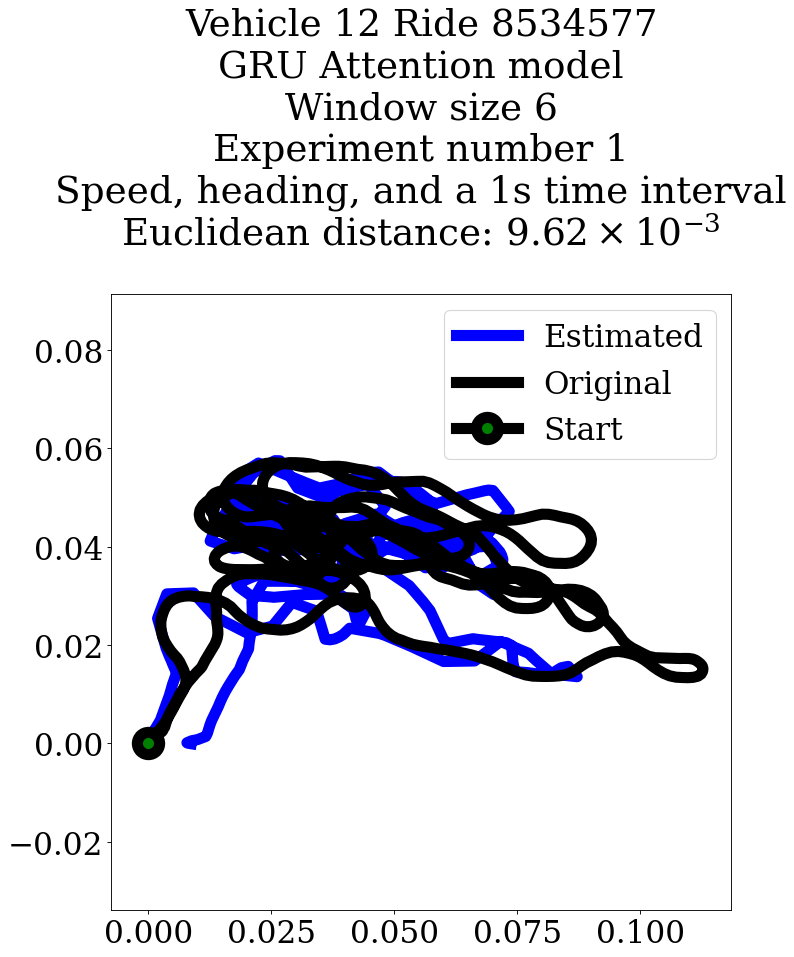 Vehicle 12 Ride 8534577
GRU Attention model
Window size 6
Experiment number 1
Speed, heading, and a 1s time interval
Euclidean distance: 9.62 × 10⁻³
Estimated
Original
Start
0.08
0.06
0.04
0.02
0.00
−0.02
0.000 0.025 0.050 0.075 0.100